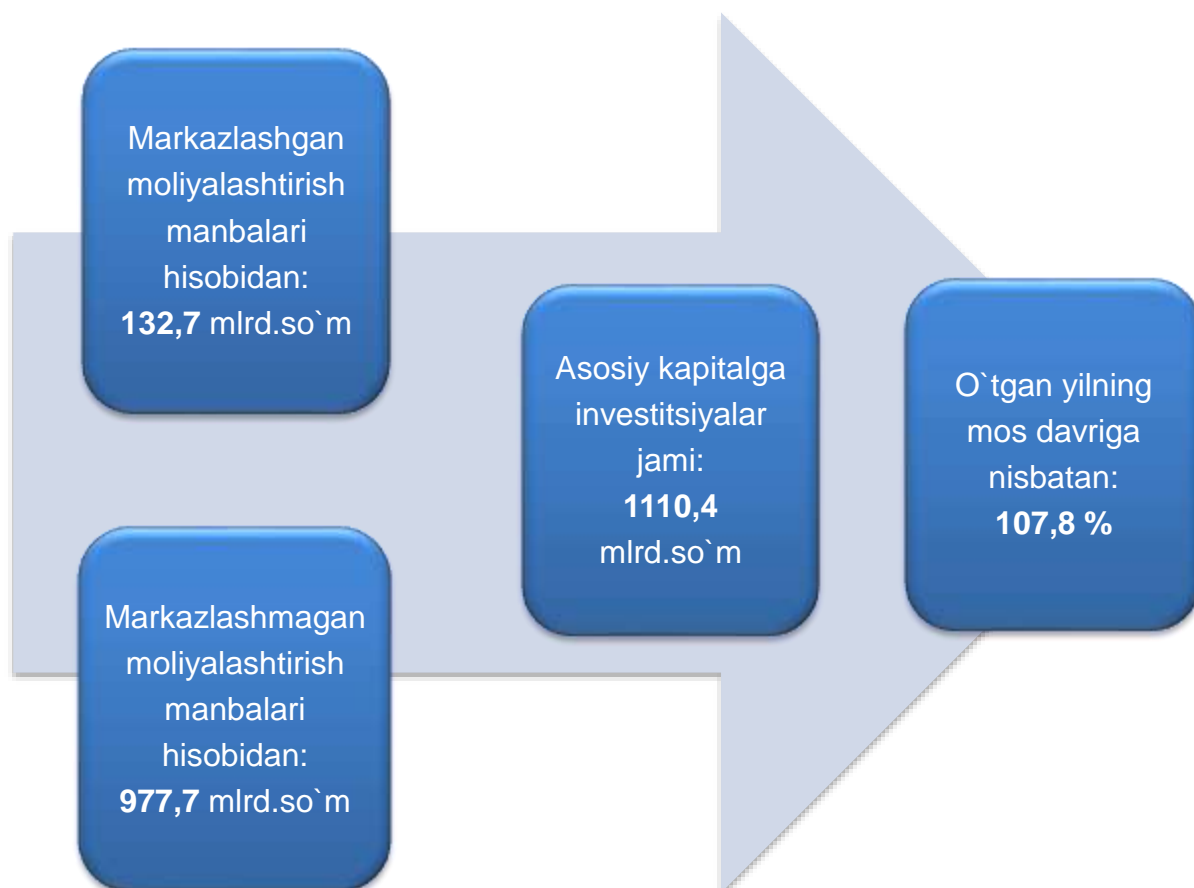 Markazlashgan
moliyalashtirish
manbalari
hisobidan:
132,7 mlrd.so`m
Markazlashmagan
moliyalashtirish
manbalari
hisobidan:
977,7 mlrd.so`m
Asosiy kapitalga
investitsiyalar
jami:
1110,4
mlrd.so`m
O`tgan yilning
mos davriga
nisbatan:
107,8 %